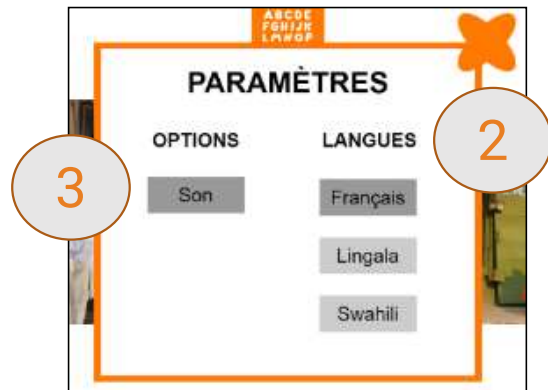 ABCDE
FGHIJK
LMNOP
PARAMÈTRES
OPTIONS
LANGUES
2
3
Son
Français
Lingala
Swahili